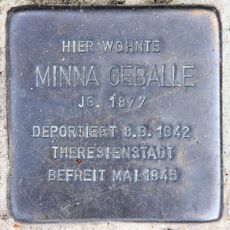 HIER WOHNTE
MINNA GEBALLE
JG. 1877
DEPORTIERT 8.9. 1942
THERESIENSTADT
BEFREIT MAI 1945